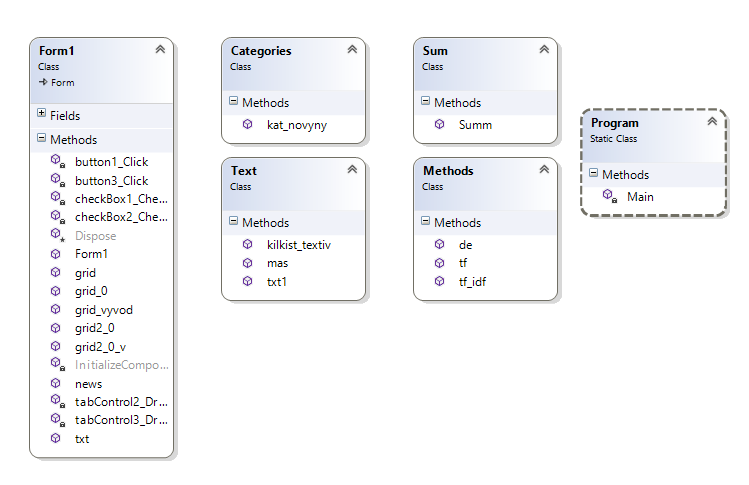 Form1
Class
Form
Fields
Methods
button1_Click
button3_Click
checkBox1_Che...
checkBox2_Che...
Dispose
Form1
grid
grid_0
grid_vyvod
grid2_0
grid2_0_v
InitializeCompo...
news
tabControl2_Dr...
tabControl3_Dr...
txt
Categories
Class
Methods
kat_novyny
Text
Class
Methods
kilkist_textiv
mas
txt1
Sum
Class
Methods
Summ
Methods
Class
Methods
de
tf
tf_idf
Program
Static Class
Methods
Main